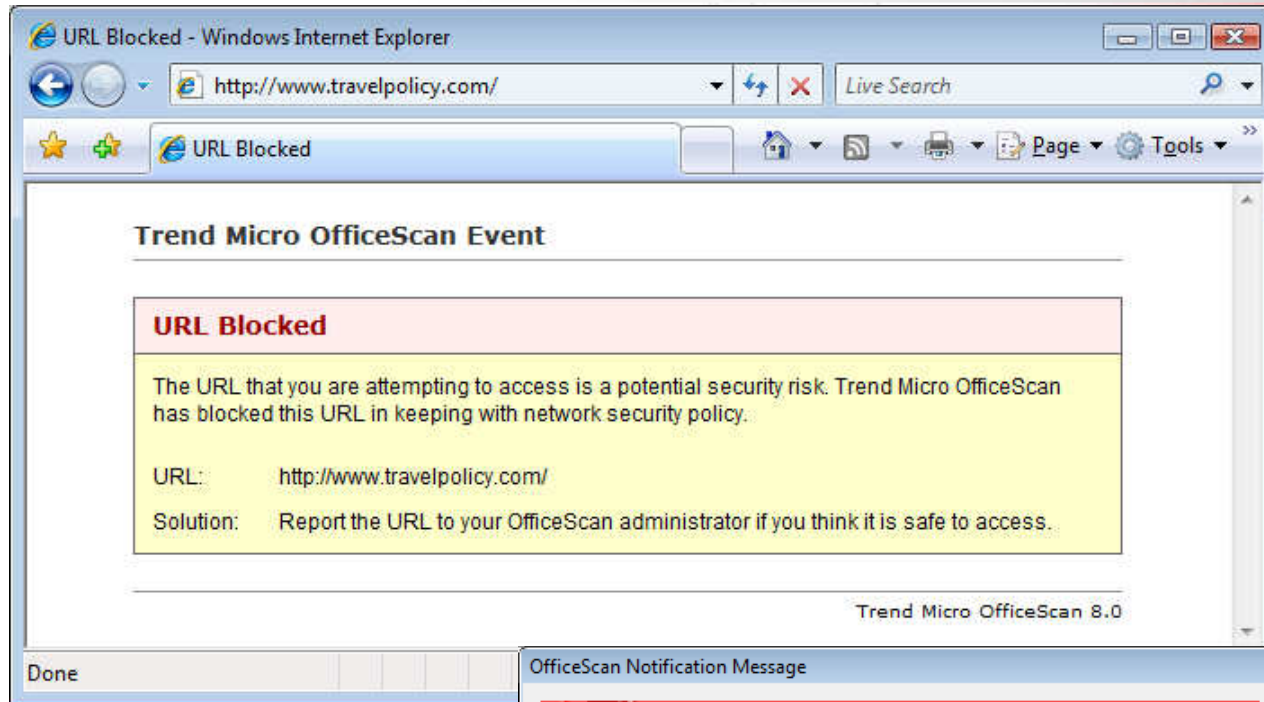 URL Blocked - Windows Internet Explorer
http://www.travelpolicy.com/
Live Search
URL Blocked
Page
Tools
Trend Micro OfficeScan Event
URL Blocked
The URL that you are attempting to access is a potential security risk. Trend Micro OfficeScan
has blocked this URL in keeping with network security policy.
URL: http://www.travelpolicy.com/
Solution: Report the URL to your OfficeScan administrator if you think it is safe to access.
Trend Micro OfficeScan 8.0
Done
OfficeScan Notification Message